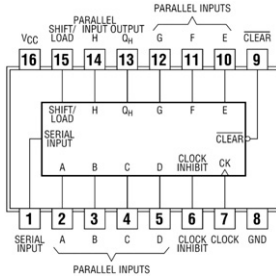 PARALLEL INPUTS
PARALLEL
SHIFT/ INPUT OUTPUT
VCC LOAD H QH G F E CLEAR
16 15 14 13 12 11 10 9
SHIFT/ H QH G F E
LOAD
SERIAL CLEAR
INPUT
CLOCK
A B C D INHIBIT CK
1 2 3 4 5 6 7 8
SERIAL A B C D CLOCK CLOCK GND
INPUT INHIBIT
PARALLEL INPUTS